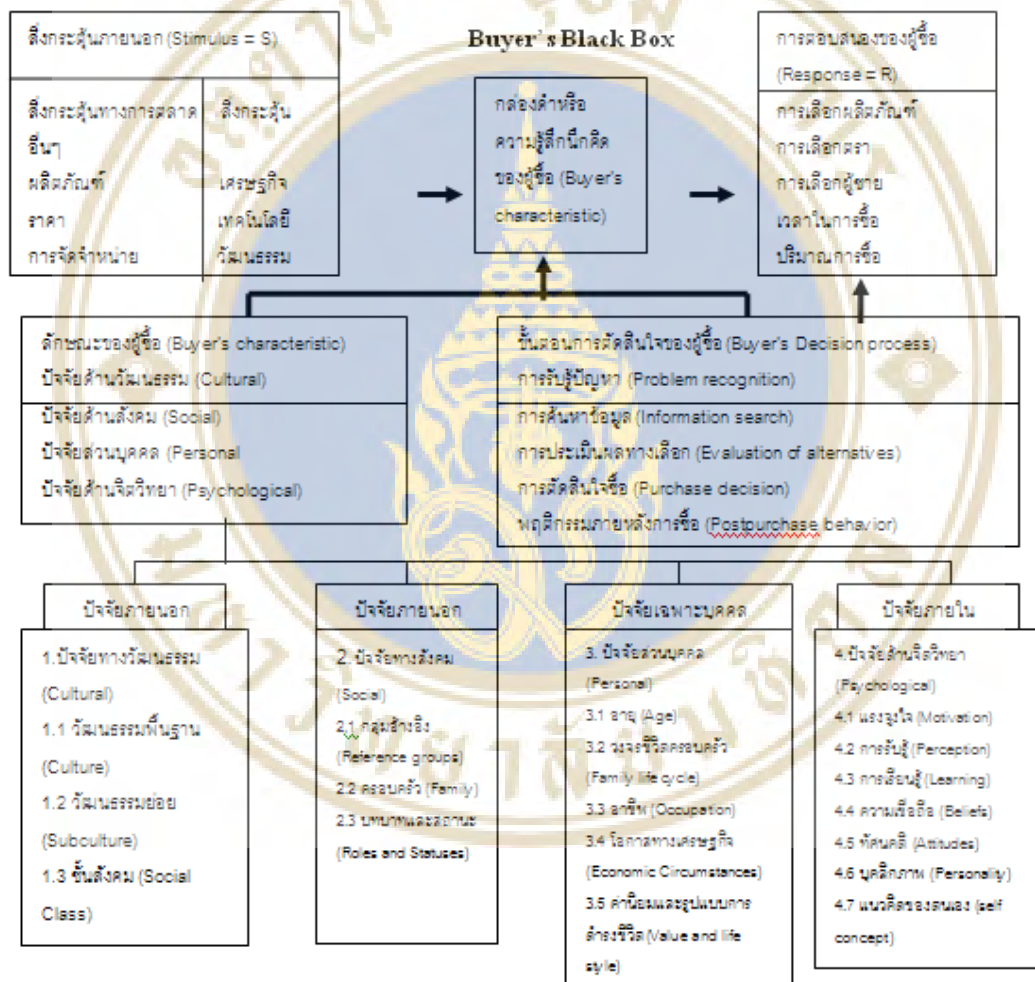 สิ่งกระตุ้นภายนอก (Stimulus = S)
สิ่งกระตุ้นทางการตลาด สิ่งกระตุ้น
อื่นๆ
ผลิตภัณฑ์ เศรษฐกิจ
ราคา เทคโนโลยี
การจัดจำหน่าย วัฒนธรรม
Buyer's Black Box
กล่องดำหรือ
ความรู้สึกนึกคิด
ของผู้ซื้อ (Buyer's
characteristic)
การตอบสนองของผู้ซื้อ
(Response = R)
การเลือกผลิตภัณฑ์
การเลือกตรา
การเลือกผู้ขาย
เวลาในการซื้อ
ปริมาณการซื้อ
ลักษณะของผู้ซื้อ (Buyer's characteristic)
ปัจจัยด้านวัฒนธรรม (Cultural)
ปัจจัยด้านสังคม (Social)
ปัจจัยส่วนบุคคล (Personal
ปัจจัยด้านจิตวิทยา (Psychological)
ขั้นตอนการตัดสินใจของผู้ซื้อ (Buyer's Decision process)
การรับรู้ปัญหา (Problem recognition)
การค้นหาข้อมูล (Information search)
การประเมินผลทางเลือก (Evaluation of alternatives)
การตัดสินใจซื้อ (Purchase decision)
พฤติกรรมภายหลังการซื้อ (Postpurchase behavior)
ปัจจัยภายนอก
1.ปัจจัยทางวัฒนธรรม
(Cultural)
1.1 วัฒนธรรมพื้นฐาน
(Culture)
1.2 วัฒนธรรมย่อย
(Subculture)
1.3 ชั้นสังคม (Social
Class)
ปัจจัยภายนอก
2. ปัจจัยทางสังคม
(Social)
2.1 กลุ่มอ้างอิง
(Reference groups)
2.2 ครอบครัว (Family)
2.3 บทบาทและสถานะ
(Roles and Statuses)
ปัจจัยเฉพาะบุคคล
3. ปัจจัยส่วนบุคคล
(Personal)
3.1 อายุ (Age)
3.2 วงจรชีวิตครอบครัว
(Family life cycle)
3.3 อาชีพ (Occupation)
3.4 โอกาสทางเศรษฐกิจ
(Economic Circumstances)
3.5 ค่านิยมและรูปแบบการ
ดำรงชีวิต (Value and life
style)
ปัจจัยภายใน
4.ปัจจัยด้านจิตวิทยา
(Psychological)
4.1 แรงจูงใจ (Motivation)
4.2 การรับรู้ (Perception)
4.3 การเรียนรู้ (Learning)
4.4 ความเชื่อถือ (Beliefs)
4.5 ทัศนคติ (Attitudes)
4.6 บุคลิกภาพ (Personality)
4.7 แนวคิดของตนเอง (self
concept)